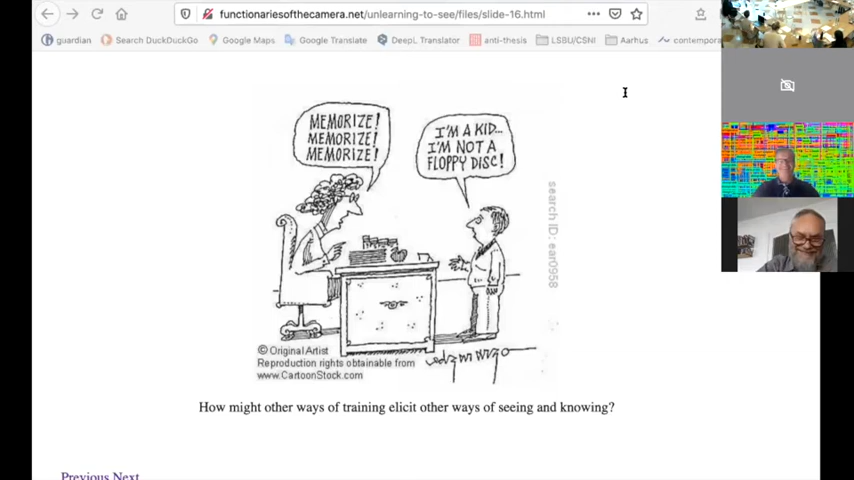 functionariesofthecamera.net/unlearning-to-see/files/slide-16.html
guardian
Search DuckDuckGo
Google Maps
Google Translate
DeepL Translator
anti-thesis
LSBU/CSNI
Aarhus
contempora
MEMORIZE!
MEMORIZE!
MEMORIZE!
I'M A KID...
I'M NOT A
FLOPPY DISC!
search ID: ear0958
© Original Artist
Reproduction rights obtainable from
www.CartoonStock.com
How might other ways of training elicit other ways of seeing and knowing?
Previous Next